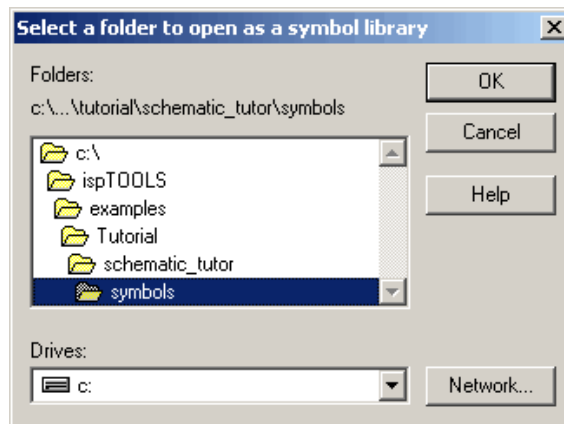 Select a folder to open as a symbol library
Folders:
c:\...\tutorial\schematic_tutor\symbols
c:\
ispTOOLS
examples
Tutorial
schematic_tutor
symbols
Drives:
c:
OK
Cancel
Help
Network...